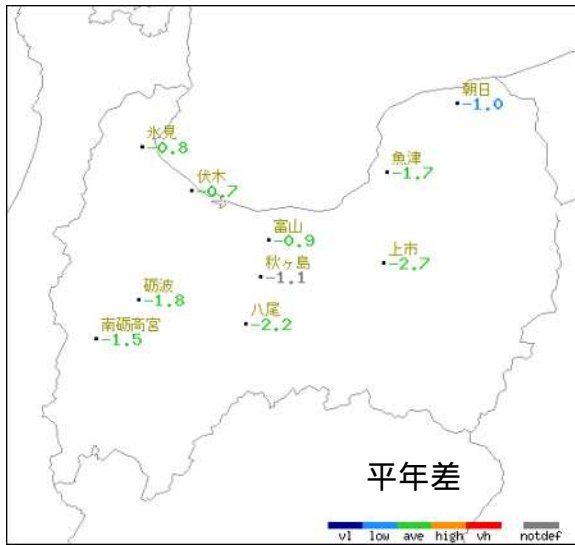 朝日
-1.0
氷見
-0.8
魚津
-1.7
伏木
-0.7
富山
-0.9
上市
-2.7
秋ヶ島
-1.1
砺波
-1.8
八尾
-2.2
南砺高宮
-1.5
平年差
vl low ave high vh notdef